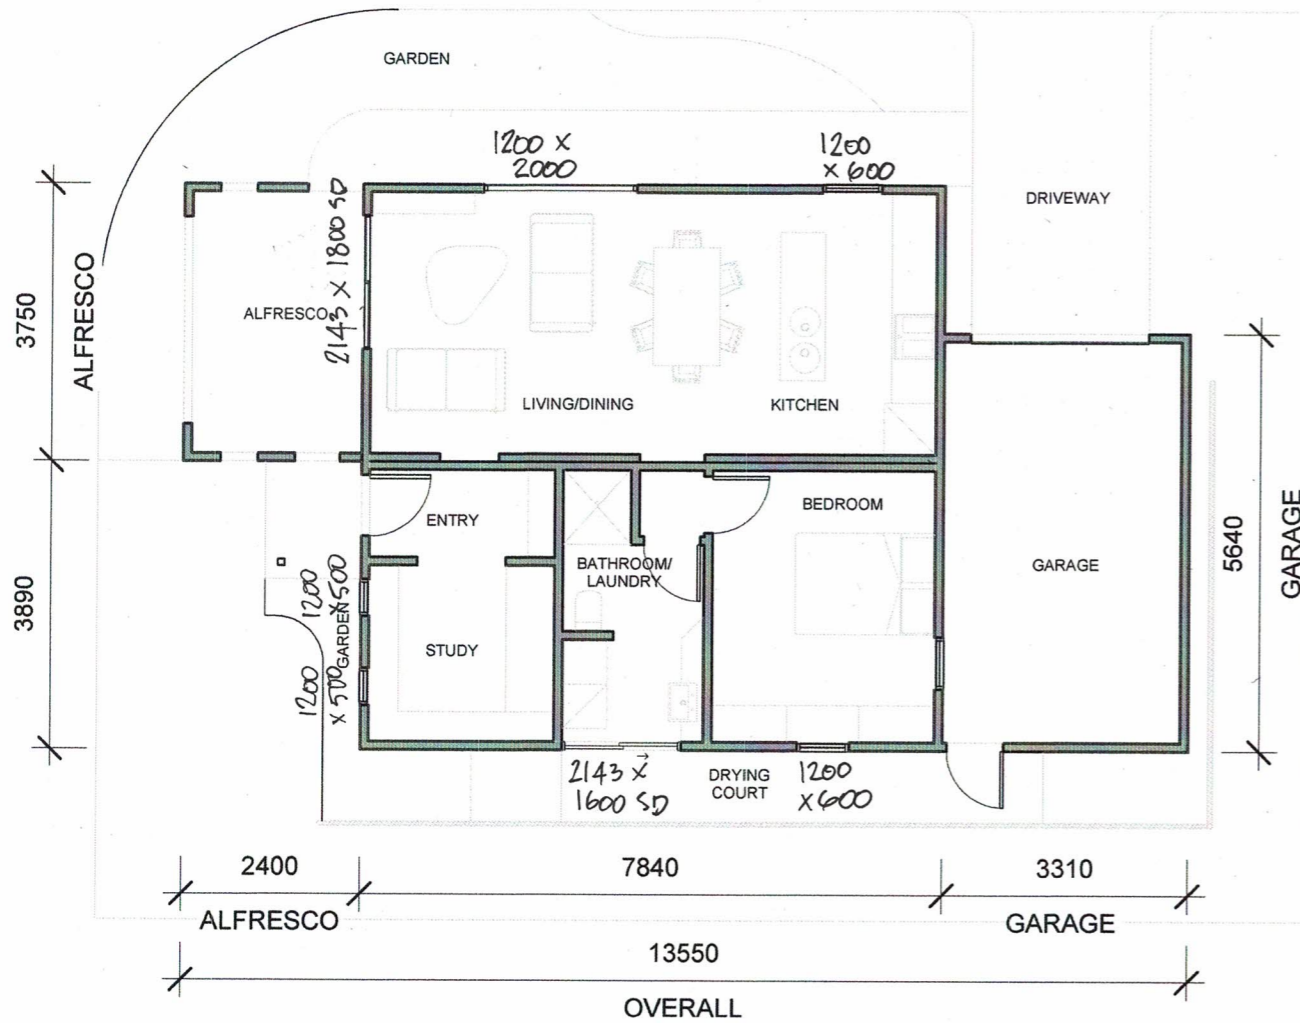 GARDEN
1200 X
2000
1200
X 600
DRIVEWAY
3750
ALFRESCO
ALFRESCO
2143 X 1800 SD
LIVING/DINING
KITCHEN
3890
ENTRY
BEDROOM
BATHROOM/
LAUNDRY
GARAGE
5640
GARAGE
1200
X 500
GARDEN
STUDY
1200
X 500
2143 X
1600 SD
DRYING
COURT
1200
X 600
2400
7840
3310
ALFRESCO
GARAGE
13550
OVERALL